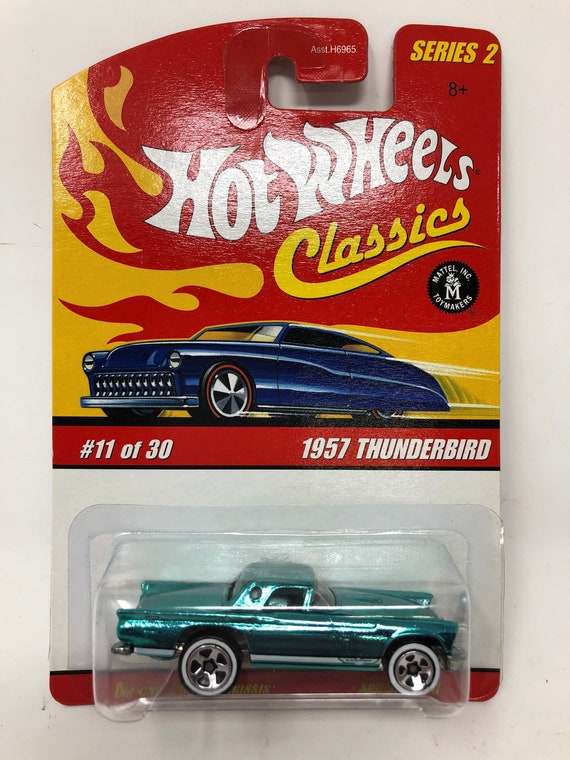 Asst.H6965
SERIES 2
8+
Hot Wheels®
Classics
MATTEL, INC.
M
TOYMAKERS
#11 of 30
1957 THUNDERBIRD